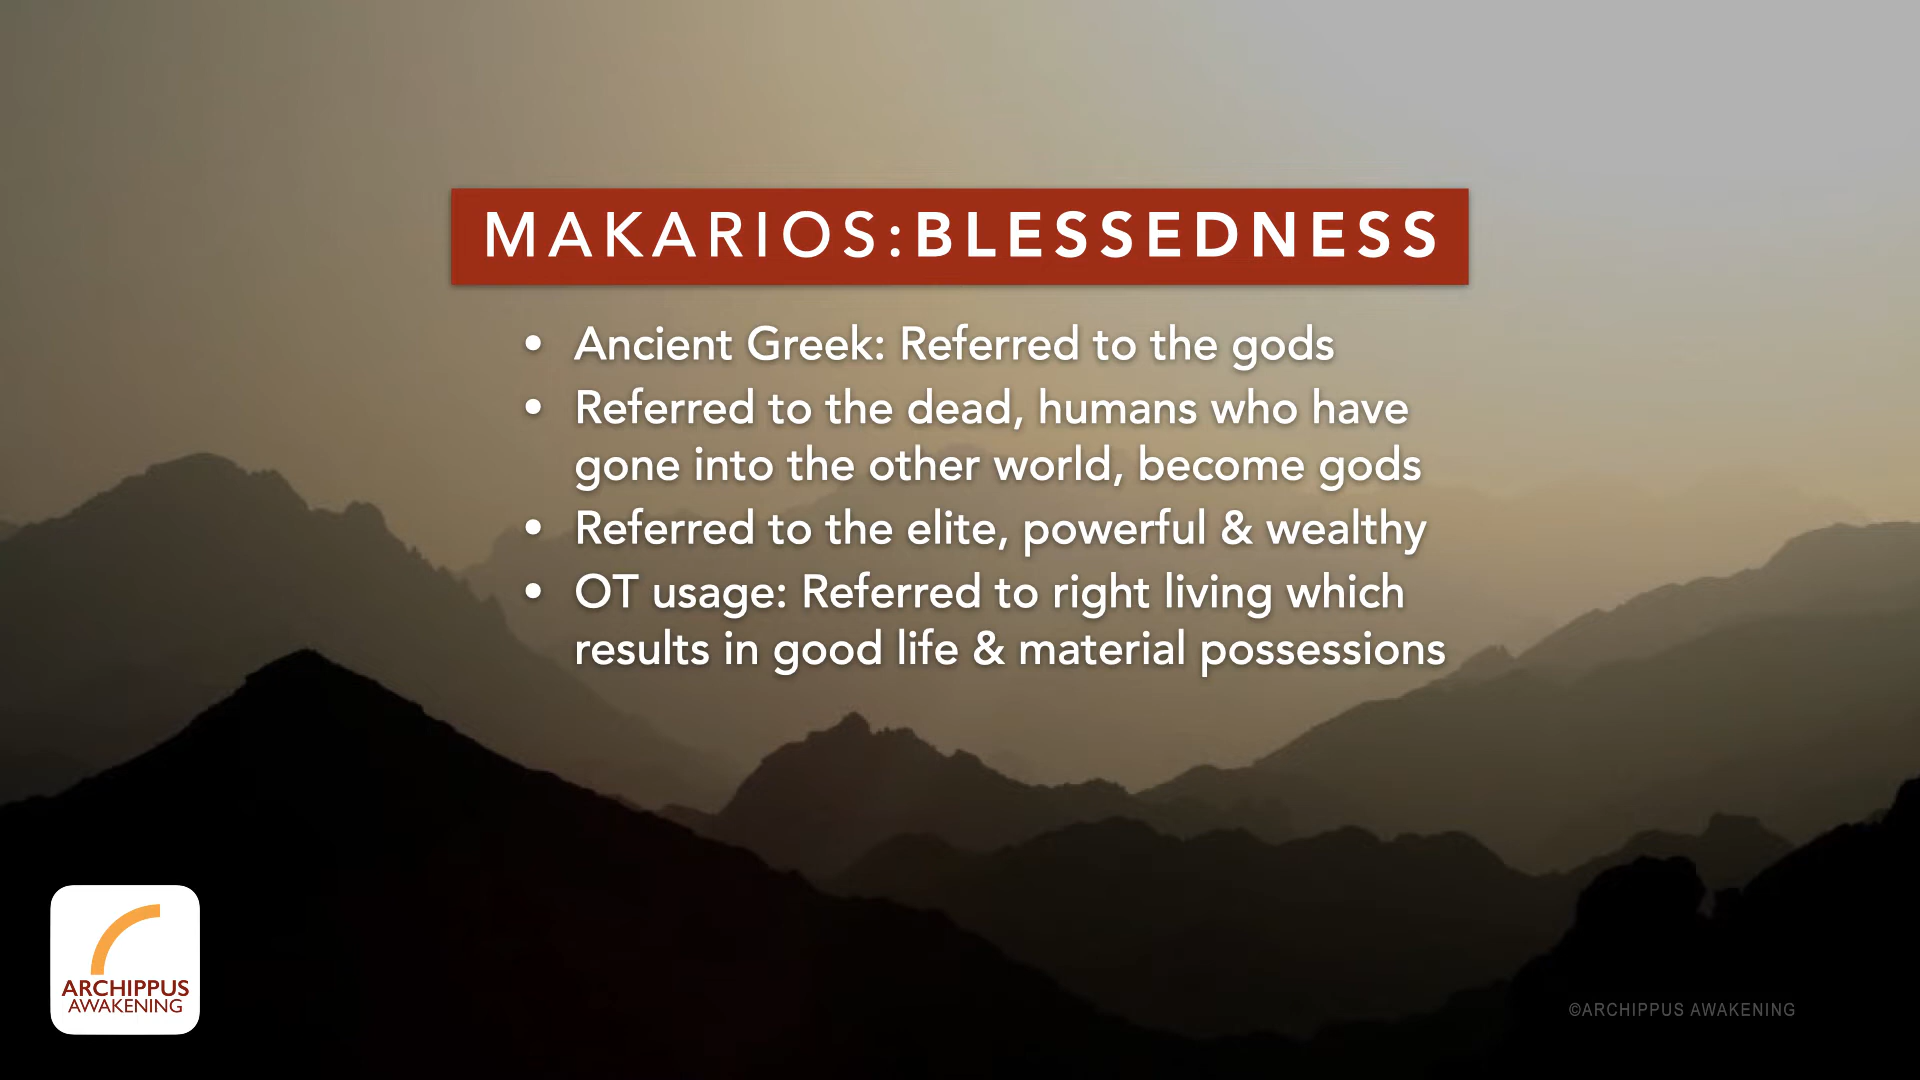 MAKARIOS:BLESSEDNESS
• Ancient Greek: Referred to the gods
• Referred to the dead, humans who have
gone into the other world, become gods
• Referred to the elite, powerful & wealthy
• OT usage: Referred to right living which
results in good life & material possessions
ARCHIPPUS
AWAKENING
©ARCHIPPUS AWAKENING